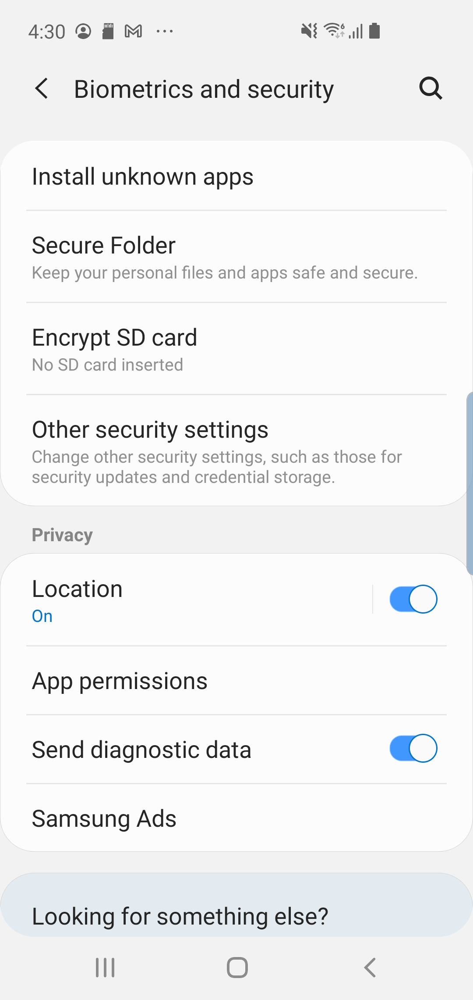 4:30
6
Biometrics and security
Install unknown apps
Secure Folder
Keep your personal files and apps safe and secure.
Encrypt SD card
No SD card inserted
Other security settings
Change other security settings, such as those for
security updates and credential storage.
Privacy
Location
On
App permissions
Send diagnostic data
Samsung Ads
Looking for something else?